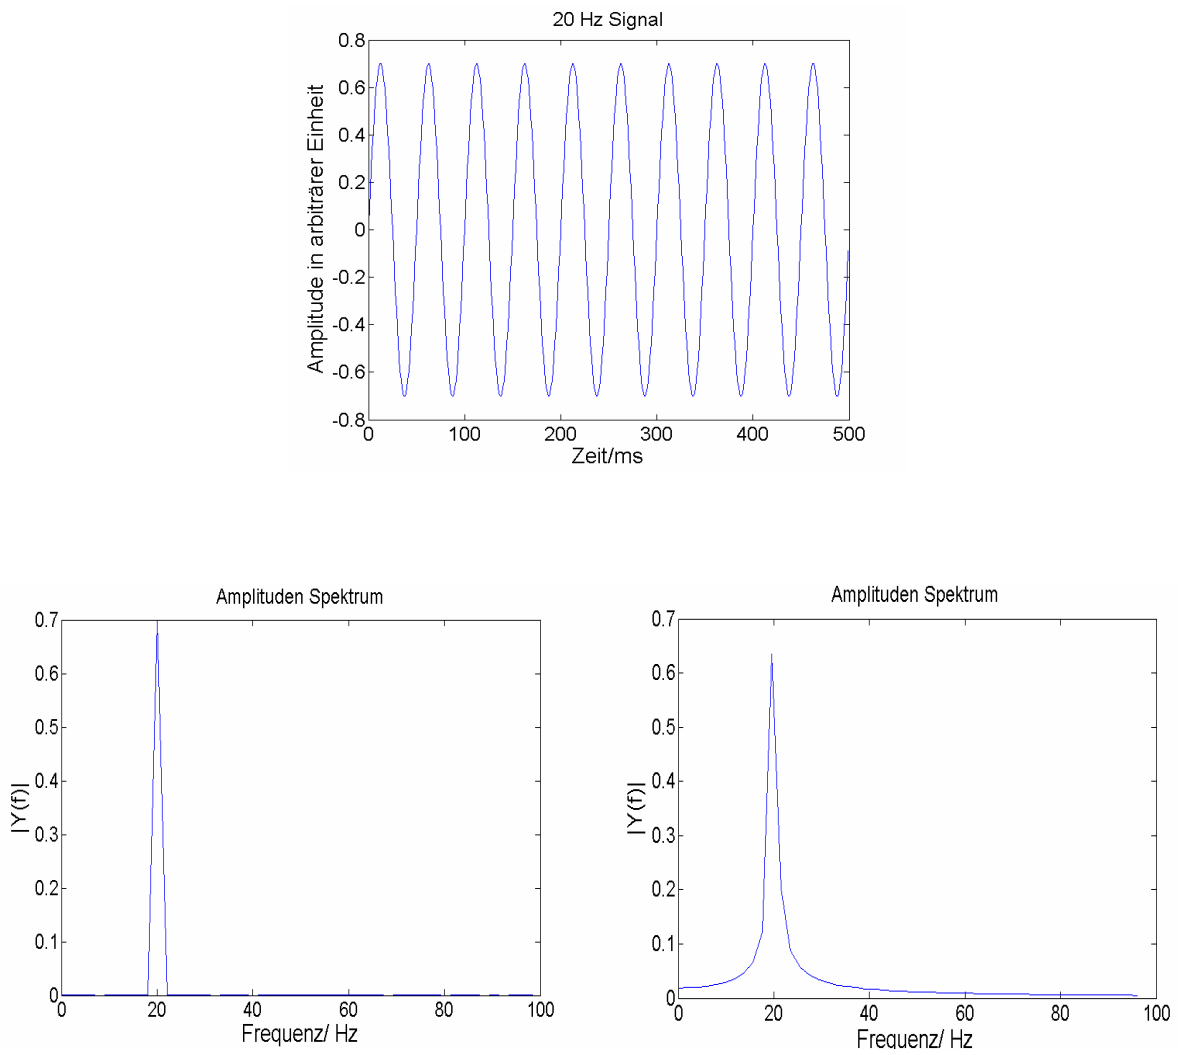 20 Hz Signal
Amplitude in arbiträrer Einheit
0.8
0.6
0.4
0.2
0
-0.2
-0.4
-0.6
-0.8
0 100 200 300 400 500
Zeit/ms
Amplituden Spektrum
|Y(f)|
0.7
0.6
0.5
0.4
0.3
0.2
0.1
0
0 20 40 60 80 100
Frequenz/ Hz
Amplituden Spektrum
|Y(f)|
0.7
0.6
0.5
0.4
0.3
0.2
0.1
0
0 20 40 60 80 100
Frequenz/ Hz